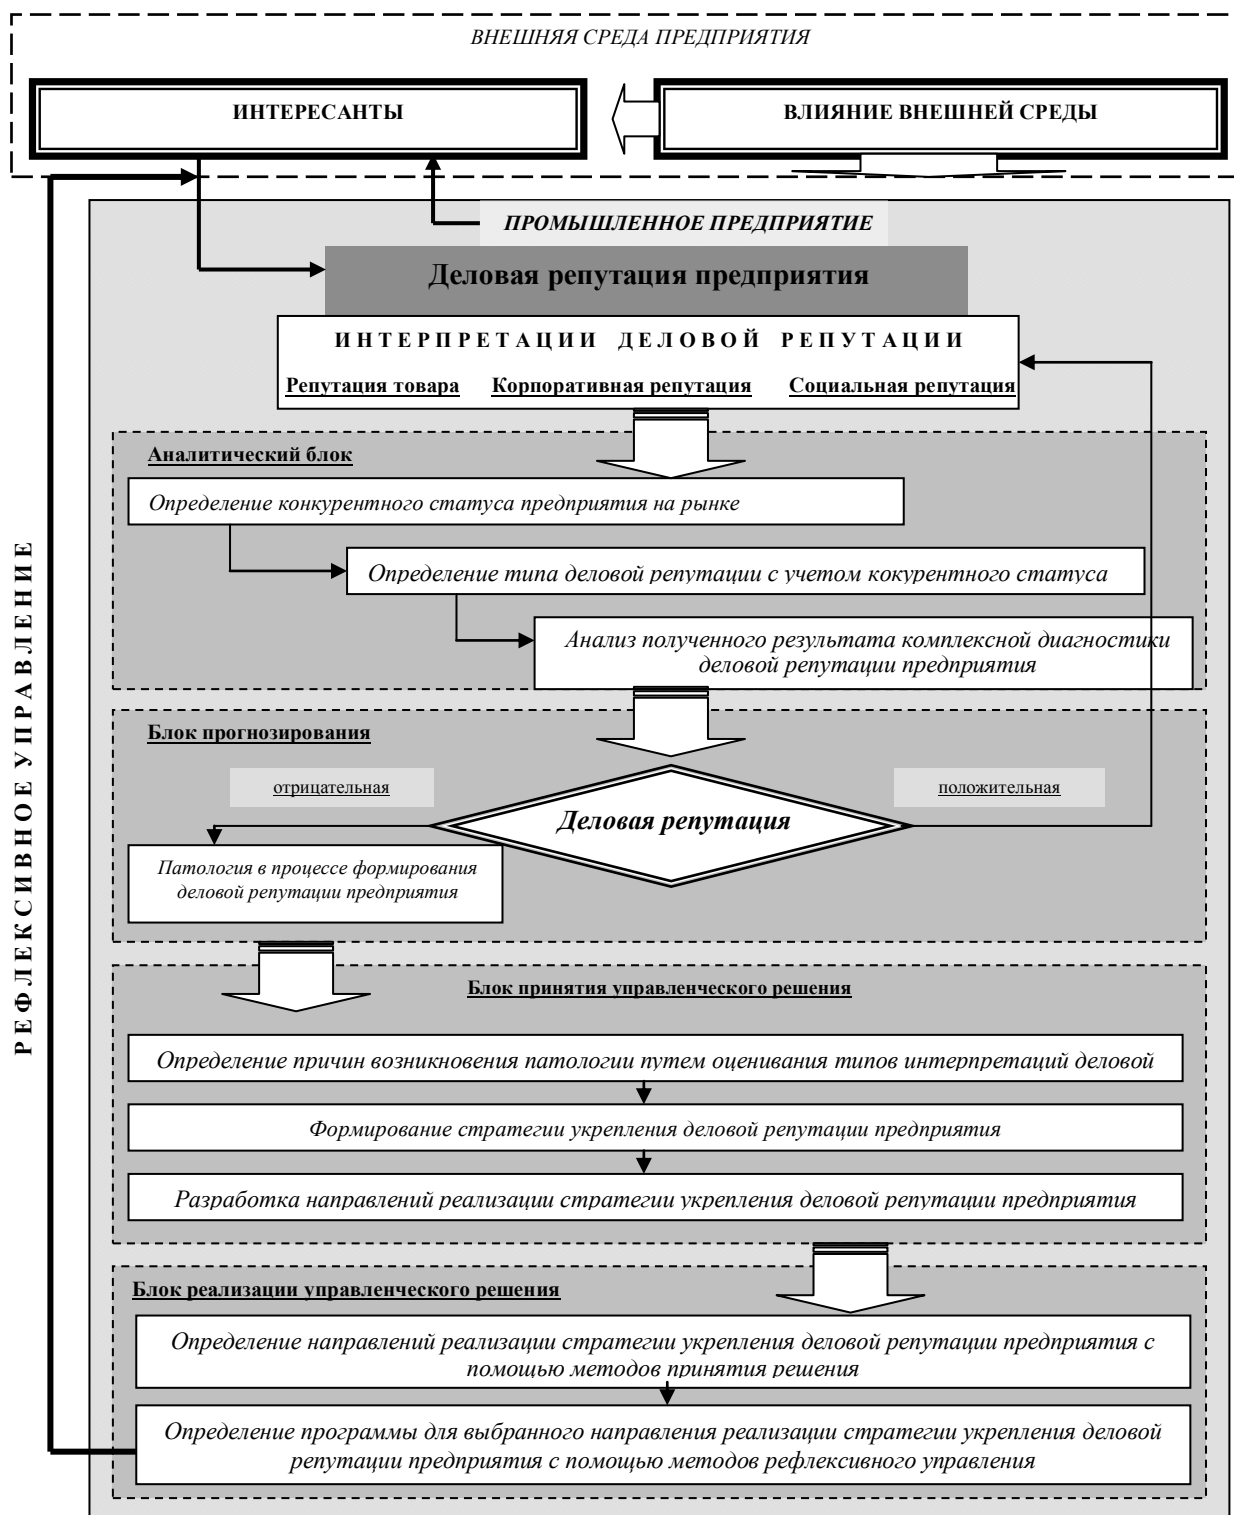 ВНЕШНЯЯ СРЕДА ПРЕДПРИЯТИЯ
ИНТЕРЕСАНТЫ
ВЛИЯНИЕ ВНЕШНЕЙ СРЕДЫ
ПРОМЫШЛЕННОЕ ПРЕДПРИЯТИЕ
Деловая репутация предприятия
ИНТЕРПРЕТАЦИИ ДЕЛОВОЙ РЕПУТАЦИИ
Репутация товара Корпоративная репутация Социальная репутация
Аналитический блок
Определение конкурентного статуса предприятия на рынке
Определение типа деловой репутации с учетом кокурентного статуса
Анализ полученного результата комплексной диагностики
деловой репутации предприятия
Блок прогнозирования
отрицательная
положительная
Деловая репутация
Патология в процессе формирования
деловой репутации предприятия
Блок принятия управленческого решения
Определение причин возникновения патологии путем оценивания типов интерпретаций деловой
Формирование стратегии укрепления деловой репутации предприятия
Разработка направлений реализации стратегии укрепления деловой репутации предприятия
Блок реализации управленческого решения
Определение направлений реализации стратегии укрепления деловой репутации предприятия с
помощью методов принятия решения
Определение программы для выбранного направления реализации стратегии укрепления деловой
репутации предприятия с помощью методов рефлексивного управления
РЕФЛЕКСИВНОЕ УПРАВЛЕНИЕ